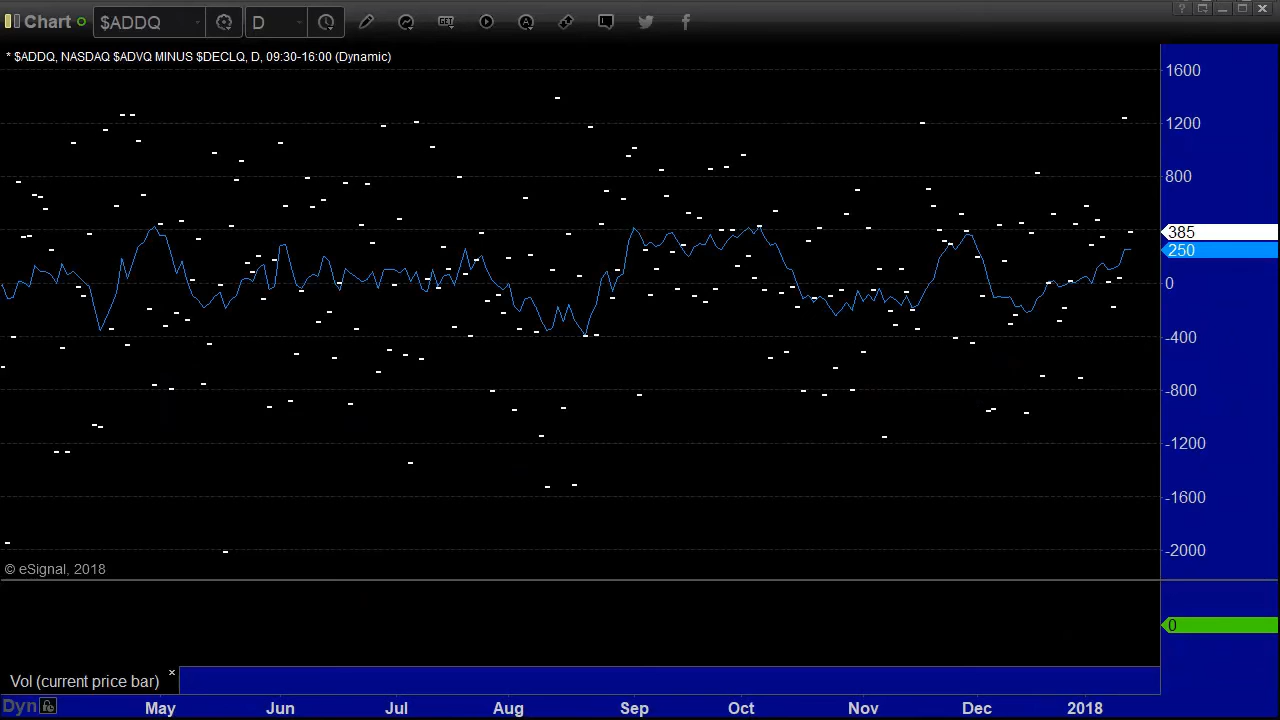 Chart $ADDQ D GET A
* $ADDQ, NASDAQ $ADVQ MINUS $DECLQ, D, 09:30-16:00 (Dynamic)
1600
1200
800
385
250
0
-400
-800
-1200
-1600
-2000
© eSignal, 2018
0
Vol (current price bar) ×
Dyn
May Jun Jul Aug Sep Oct Nov Dec 2018